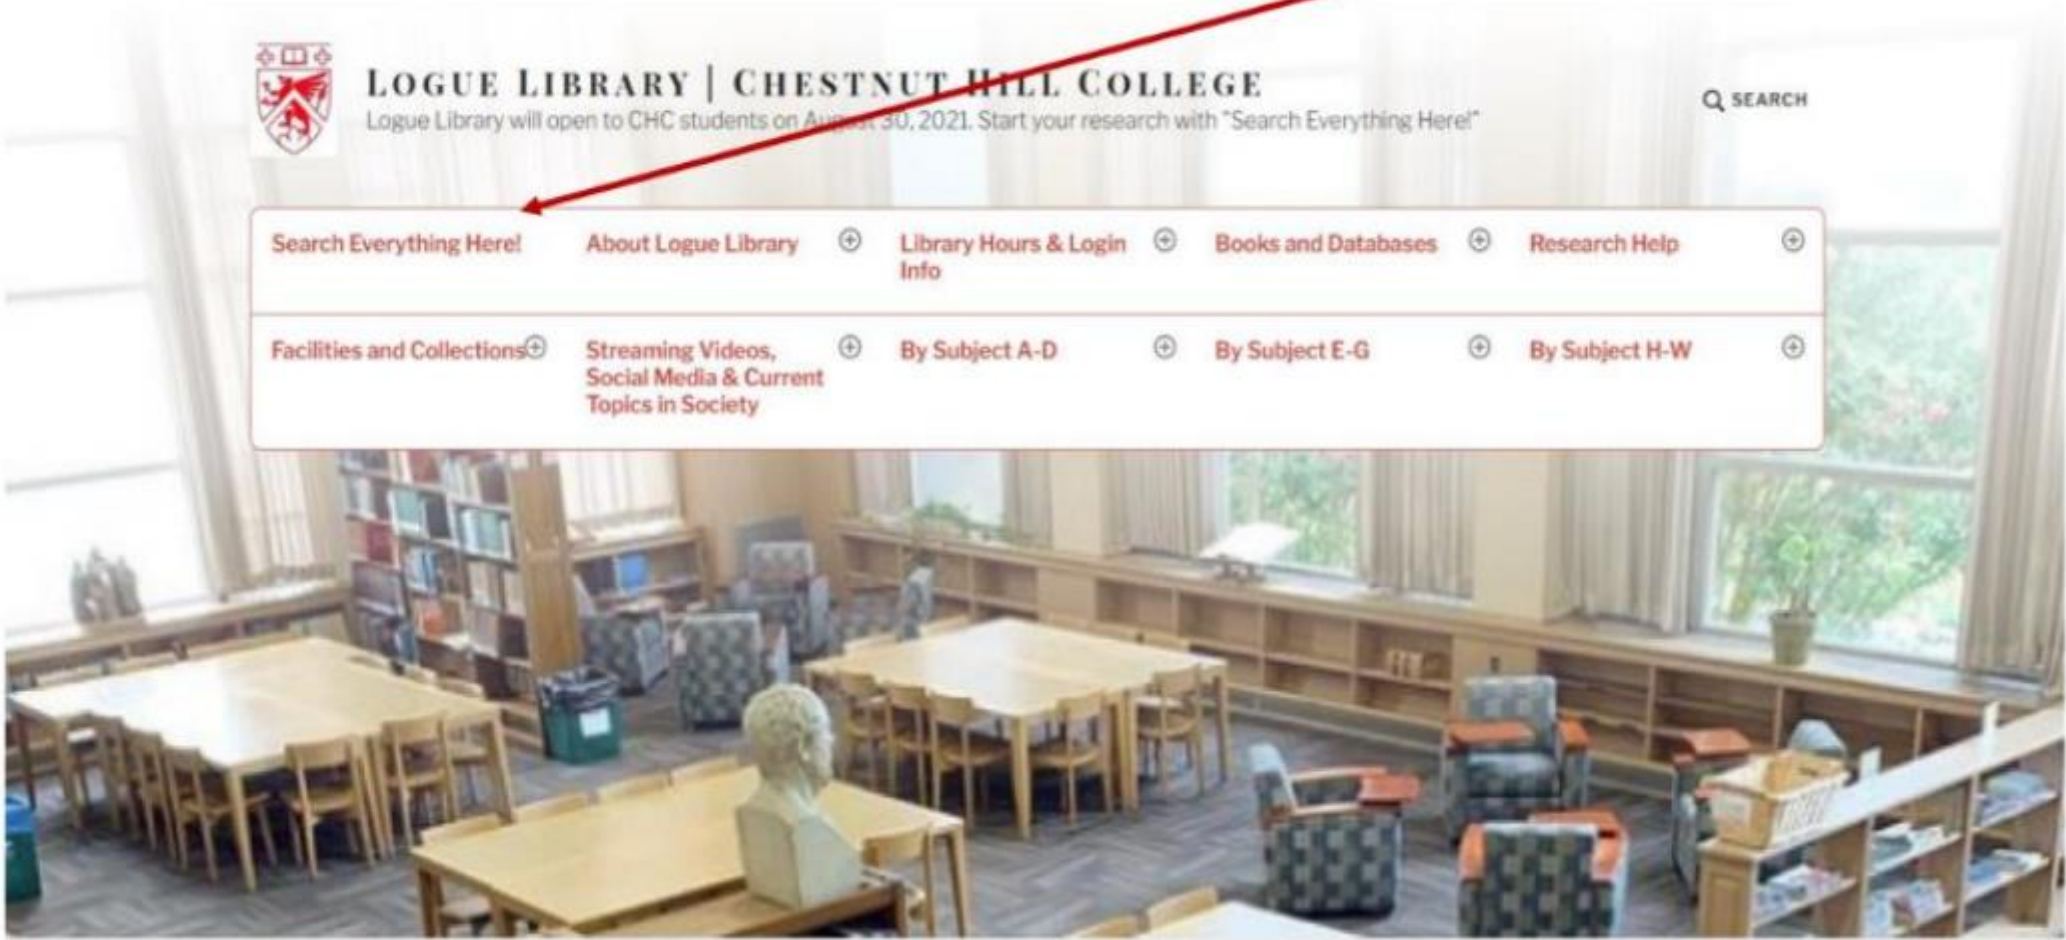 LOGUE LIBRARY | CHESTNUT HILL COLLEGE
Logue Library will open to CHC students on August 30, 2021. Start your research with "Search Everything Here!"
SEARCH
Search Everything Here!
About Logue Library
Library Hours & Login
Info
Books and Databases
Research Help
Facilities and Collections
Streaming Videos,
Social Media & Current
Topics in Society
By Subject A-D
By Subject E-G
By Subject H-W